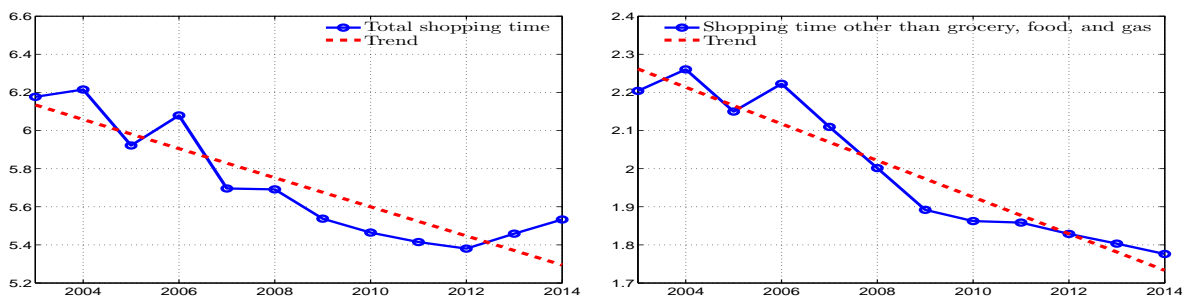 6.6
6.4
6.2
6
5.8
5.6
5.4
5.2
2004 2006 2008 2010 2012 2014
Total shopping time
Trend
2.4
2.3
2.2
2.1
2
1.9
1.8
1.7
2004 2006 2008 2010 2012 2014
Shopping time other than grocery, food, and gas
Trend